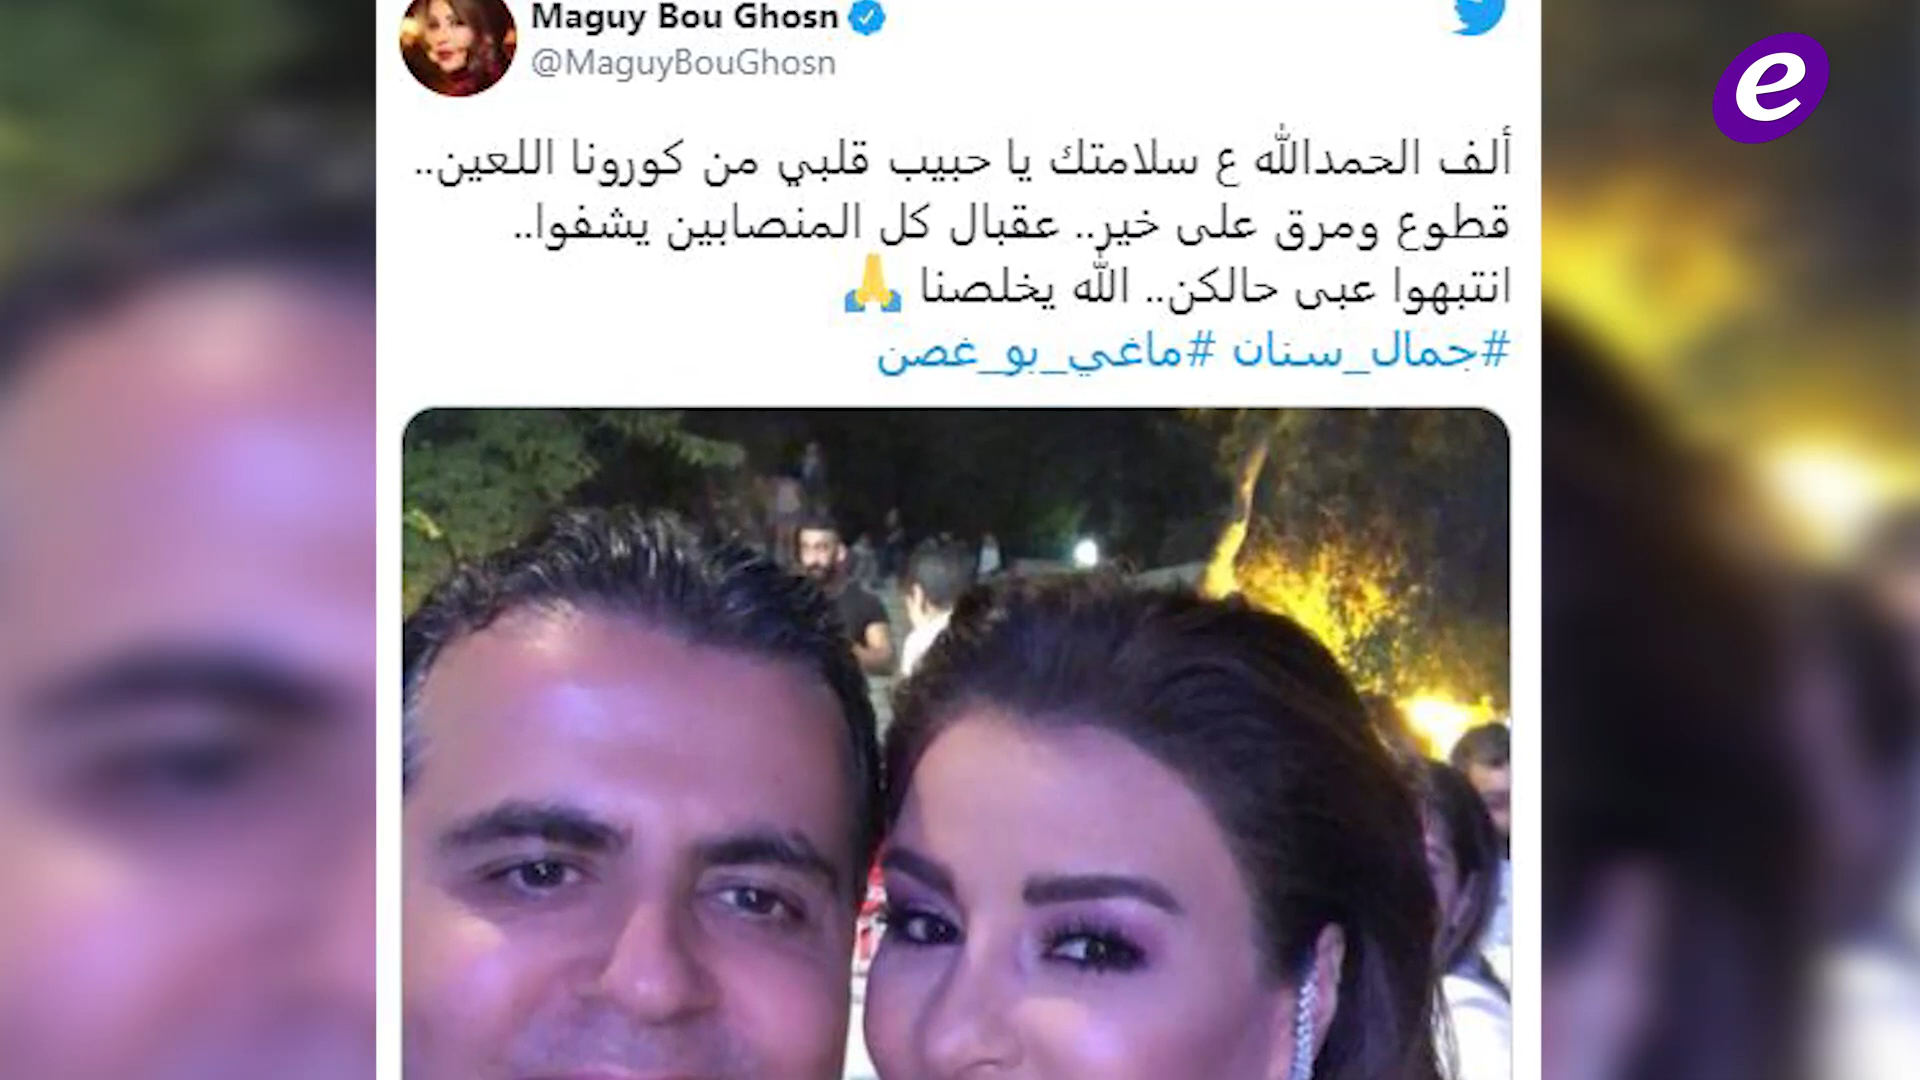 Maguy Bou Ghosn
@MaguyBouGhosn
e
ألف الحمدالله ع سلامتك يا حبيب قلبي من كورونا اللعين..
قطوع ومرق على خير.. عقبال كل المنصابين يشفوا..
انتبهوا عبى حالكن.. الله يخلصنا 🙏
#جمال_سنان #ماغي_بو_غصن